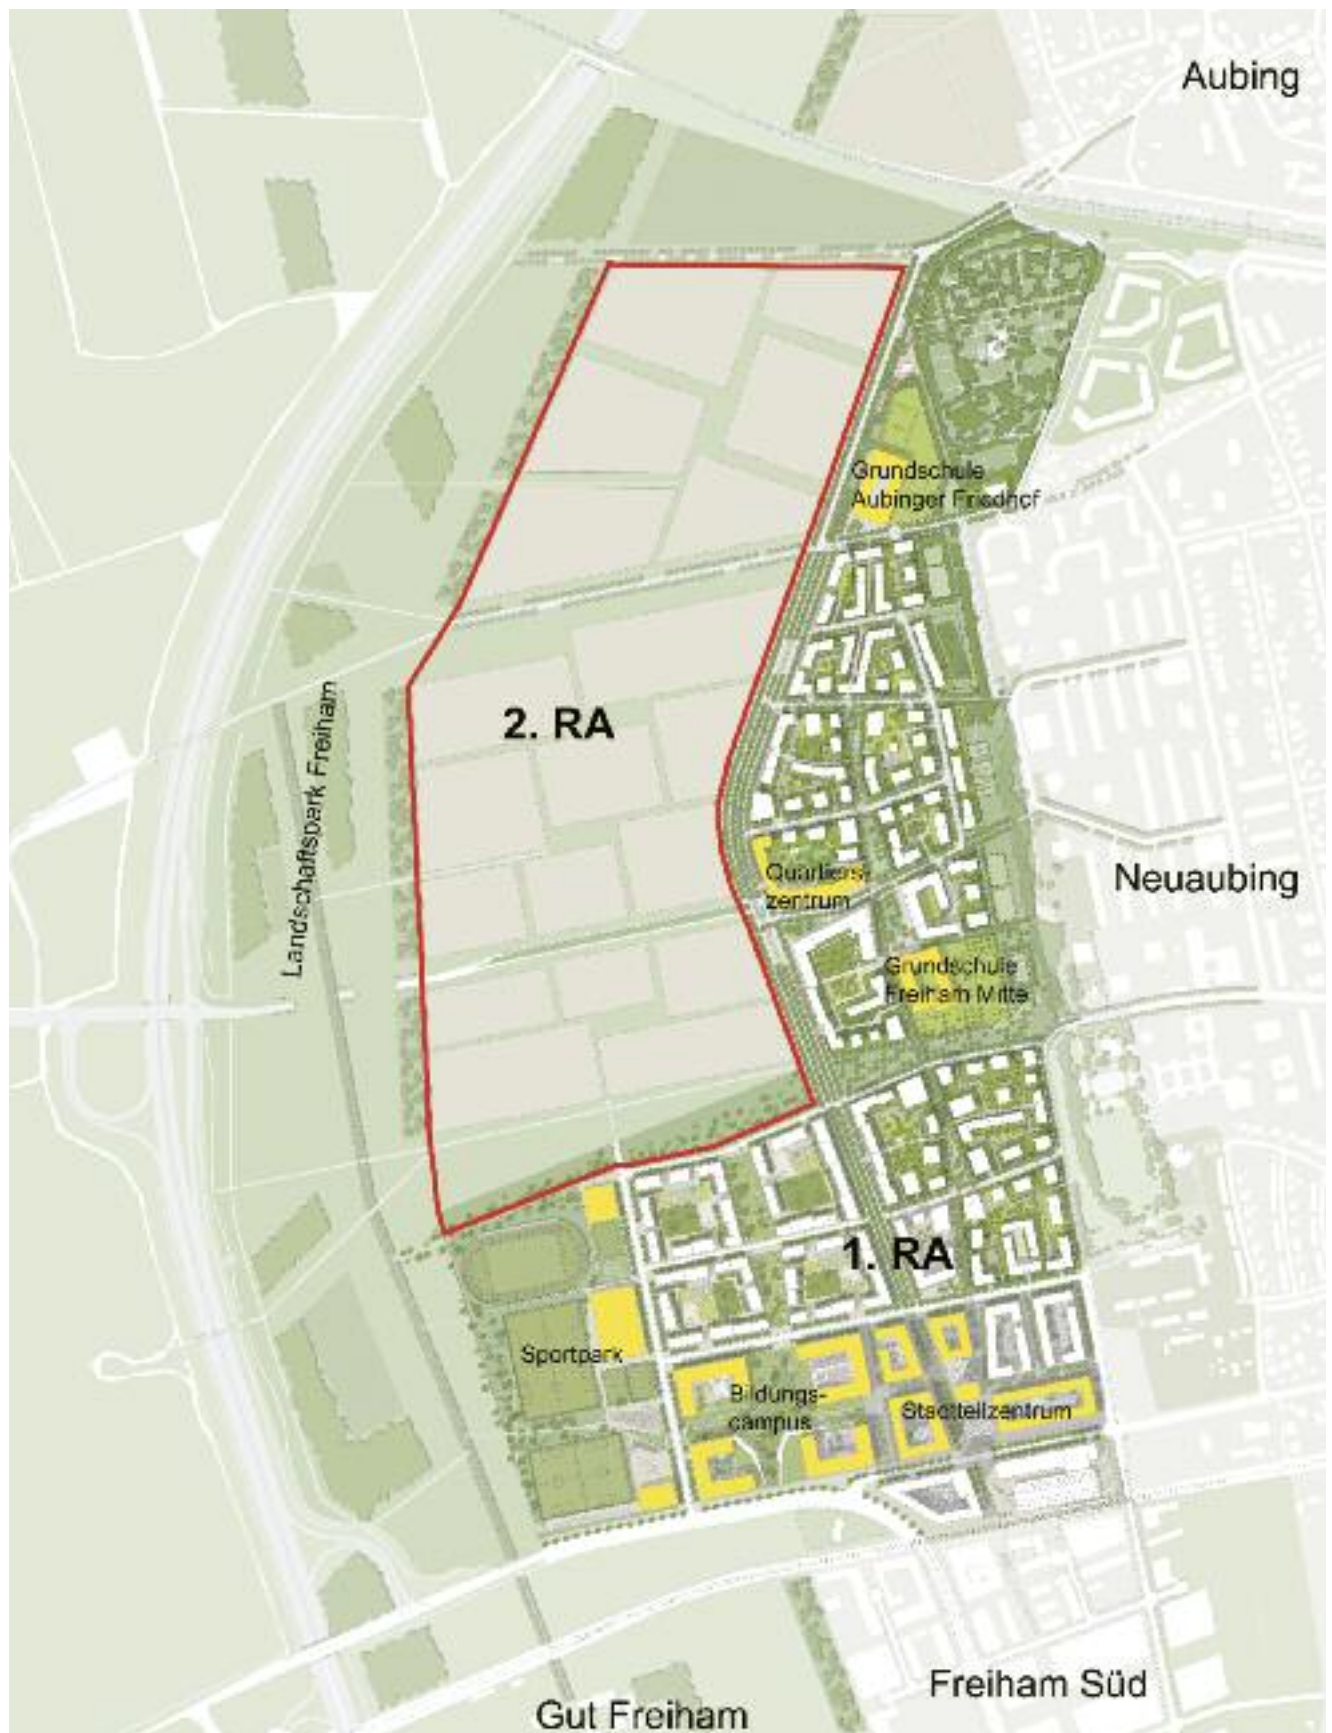 Aubing
Grundschule
Aubinger Friedhof
2. RA
Landschaftspark Freiham
Quartiers-
zentrum
Neuaubing
Grundschule
Freiham Mitte
1. RA
Sportpark
Bildungs-
campus
Stadtteilzentrum
Freiham Süd
Gut Freiham